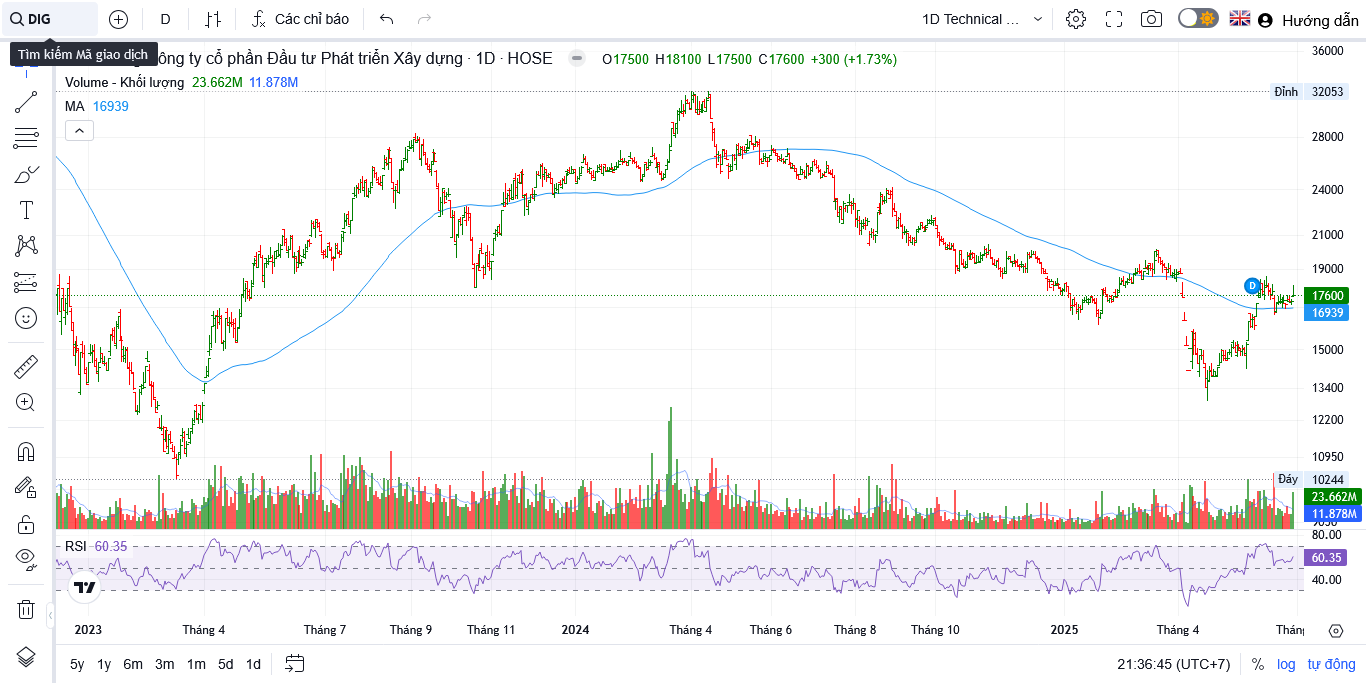 DIG
D
Các chỉ báo
1D Technical ...
Hướng dẫn
Tìm kiếm Mã giao dịch
ông ty cổ phần Đầu tư Phát triển Xây dựng · 1D · HOSE
O17500 H18100 L17500 C17600 +300 (+1.73%)
Volume - Khối lượng 23.662M 11.878M
MA 16939
36000
Đỉnh 32053
28000
24000
21000
19000
D
17600
16939
15000
13400
12200
10950
Đáy 10244
23.662M
11.878M
80.00
RSI 60.35
60.35
40.00
2023 Tháng 4 Tháng 7 Tháng 9 Tháng 11 2024 Tháng 4 Tháng 6 Tháng 8 Tháng 10 2025 Tháng 4 Thán
5y 1y 6m 3m 1m 5d 1d
21:36:45 (UTC+7) % log tự động